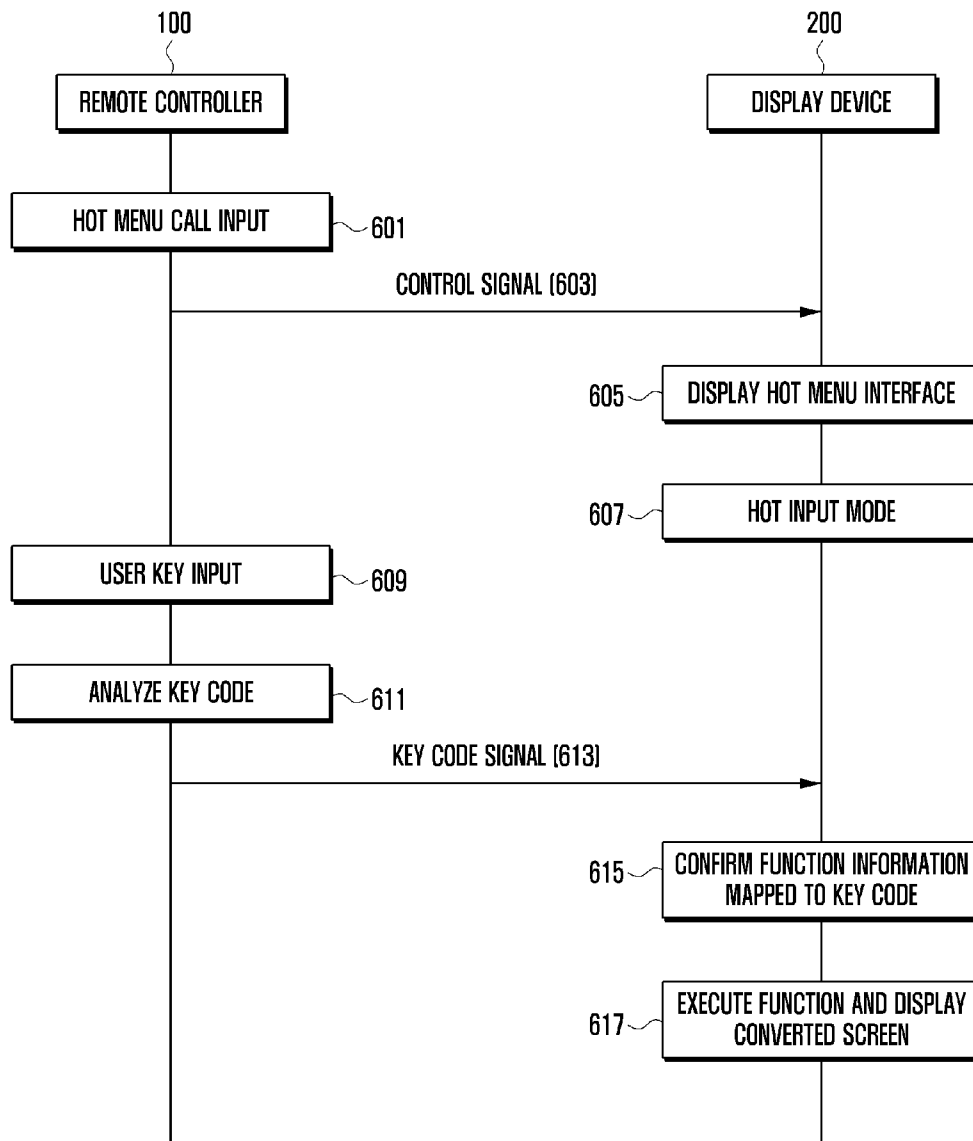 100
200
REMOTE CONTROLLER
DISPLAY DEVICE
HOT MENU CALL INPUT
601
CONTROL SIGNAL (603)
605
DISPLAY HOT MENU INTERFACE
607
HOT INPUT MODE
USER KEY INPUT
609
ANALYZE KEY CODE
611
KEY CODE SIGNAL (613)
615
CONFIRM FUNCTION INFORMATION
MAPPED TO KEY CODE
617
EXECUTE FUNCTION AND DISPLAY
CONVERTED SCREEN